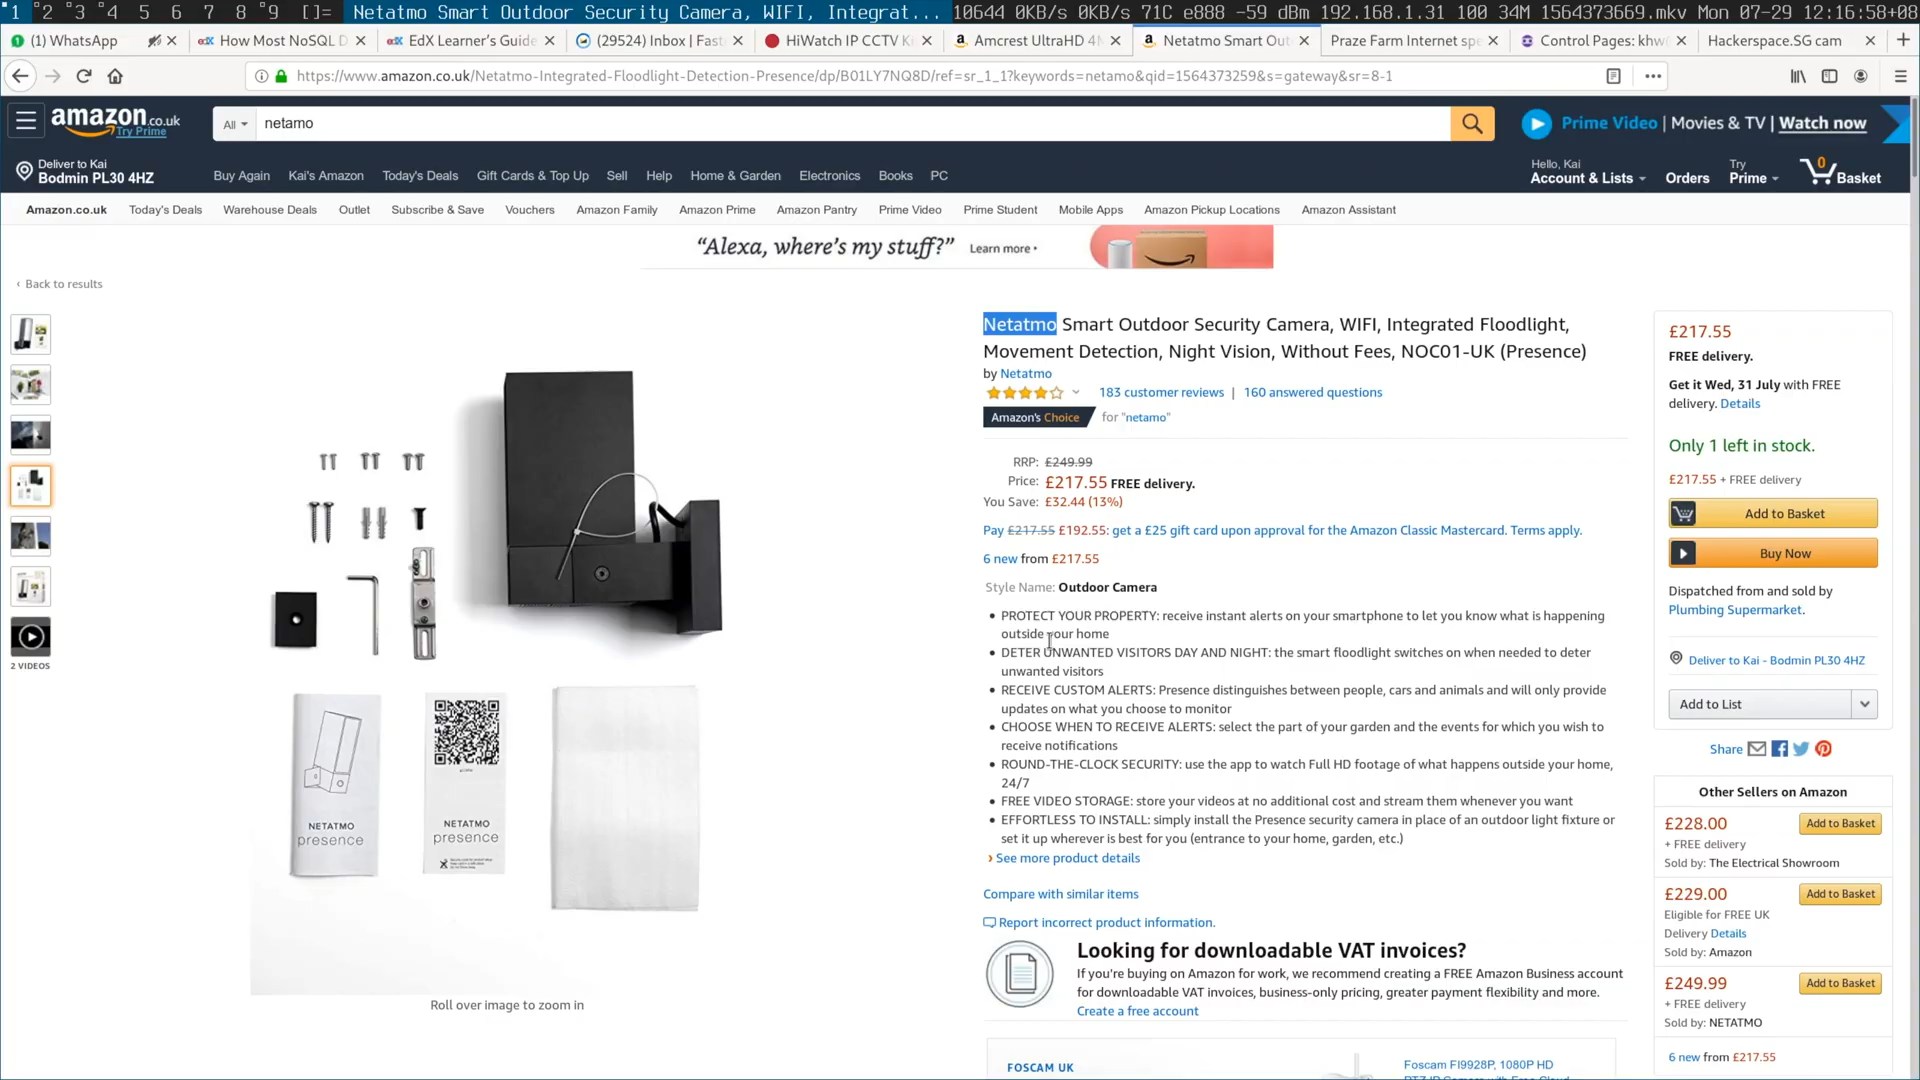 1 2 3 4 5 6 7 8 9 []= Netatmo Smart Outdoor Security Camera, WIFI, Integrat... 10644 0KB/s 0KB/s 71C e888 -59 dBm 192.168.1.31 100 34M 1564373669.mkv Mon 07-29 12:16:58+08
(1) WhatsApp
How Most NoSQL D
EdX Learner's Guide
(29524) Inbox | Fast
HiWatch IP CCTV Ki
Amcrest UltraHD 4
Netatmo Smart Out
Praze Farm Internet spe
Control Pages: khw
Hackerspace.SG cam
https://www.amazon.co.uk/Netatmo-Integrated-Floodlight-Detection-Presence/dp/B01LY7NQ8D/ref=sr_1_1?keywords=netamo&qid=1564373259&s=gateway&sr=8-1
amazon.co.uk
Try Prime
All
netamo
Prime Video | Movies & TV | Watch now
Deliver to Kai
Bodmin PL30 4HZ
Buy Again Kai's Amazon Today's Deals Gift Cards & Top Up Sell Help Home & Garden Electronics Books PC
Hello, Kai
Account & Lists
Orders
Try
Prime
0
Basket
Amazon.co.uk Today's Deals Warehouse Deals Outlet Subscribe & Save Vouchers Amazon Family Amazon Prime Amazon Pantry Prime Video Prime Student Mobile Apps Amazon Pickup Locations Amazon Assistant
“Alexa, where's my stuff?” Learn more
‹ Back to results
2 VIDEOS
NETATMO
presence
NETATMO
presence
Roll over image to zoom in
Netatmo Smart Outdoor Security Camera, WIFI, Integrated Floodlight,
Movement Detection, Night Vision, Without Fees, NOC01-UK (Presence)
by Netatmo
183 customer reviews | 160 answered questions
Amazon's Choice for "netamo"
RRP: £249.99
Price: £217.55 FREE delivery.
You Save: £32.44 (13%)
Pay £217.55 £192.55: get a £25 gift card upon approval for the Amazon Classic Mastercard. Terms apply.
6 new from £217.55
Style Name: Outdoor Camera
• PROTECT YOUR PROPERTY: receive instant alerts on your smartphone to let you know what is happening
outside your home
• DETER UNWANTED VISITORS DAY AND NIGHT: the smart floodlight switches on when needed to deter
unwanted visitors
• RECEIVE CUSTOM ALERTS: Presence distinguishes between people, cars and animals and will only provide
updates on what you choose to monitor
• CHOOSE WHEN TO RECEIVE ALERTS: select the part of your garden and the events for which you wish to
receive notifications
• ROUND-THE-CLOCK SECURITY: use the app to watch Full HD footage of what happens outside your home,
24/7
• FREE VIDEO STORAGE: store your videos at no additional cost and stream them whenever you want
• EFFORTLESS TO INSTALL: simply install the Presence security camera in place of an outdoor light fixture or
set it up wherever is best for you (entrance to your home, garden, etc.)
› See more product details
Compare with similar items
Report incorrect product information.
Looking for downloadable VAT invoices?
If you're buying on Amazon for work, we recommend creating a FREE Amazon Business account
for downloadable VAT invoices, business-only pricing, greater payment flexibility and more.
Create a free account
FOSCAM UK
Foscam FI9928P, 1080P HD
£217.55
FREE delivery.
Get it Wed, 31 July with FREE
delivery. Details
Only 1 left in stock.
£217.55 + FREE delivery
Add to Basket
Buy Now
Dispatched from and sold by
Plumbing Supermarket.
Deliver to Kai - Bodmin PL30 4HZ
Add to List
Share
Other Sellers on Amazon
£228.00
Add to Basket
+ FREE delivery
Sold by: The Electrical Showroom
£229.00
Add to Basket
Eligible for FREE UK
Delivery Details
Sold by: Amazon
£249.99
Add to Basket
+ FREE delivery
Sold by: NETATMO
6 new from £217.55